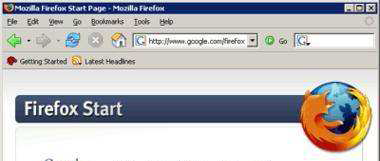 Mozilla Firefox Start Page - Mozilla Firefox
File Edit View Go Bookmarks Tools Help
http://www.google.com/firefox Go
Getting Started Latest Headlines
Firefox Start